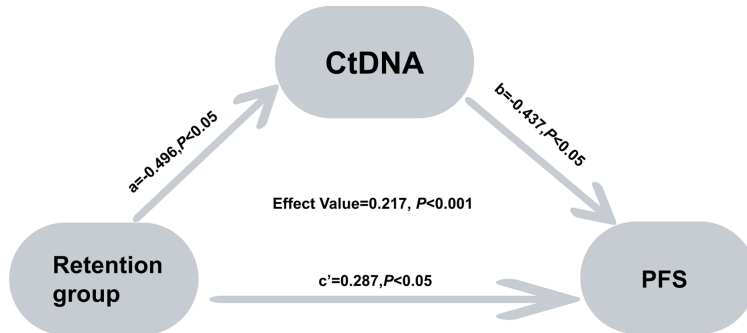 CtDNA
a=-0.496,P<0.05
b=-0.437,P<0.05
Effect Value=0.217, P<0.001
Retention
group
c’=0.287,P<0.05
PFS